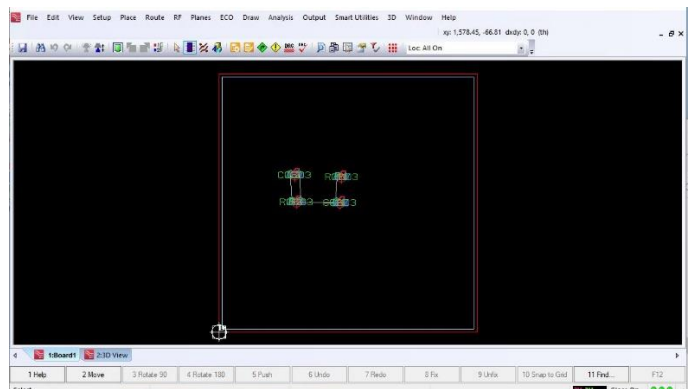 File Edit View Setup Place Route RF Planes ECO Draw Analysis Output Smart Utilities 3D Window Help
xy: 1,578.45, -66.81 dxdy: 0, 0 (th)
Loc: All On
1:Board1 2:3D View
1 Help 2 Move 3 Rotate 90 4 Rotate 180 5 Push 6 Undo 7 Redo 8 Fix 9 Unfix 10 Snap to Grid 11 Find... F12